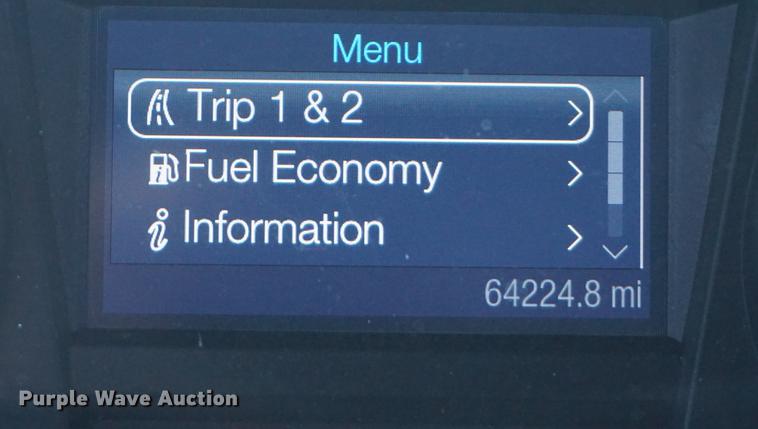 Menu
Trip 1 & 2
Fuel Economy
Information
64224.8 mi
Purple Wave Auction